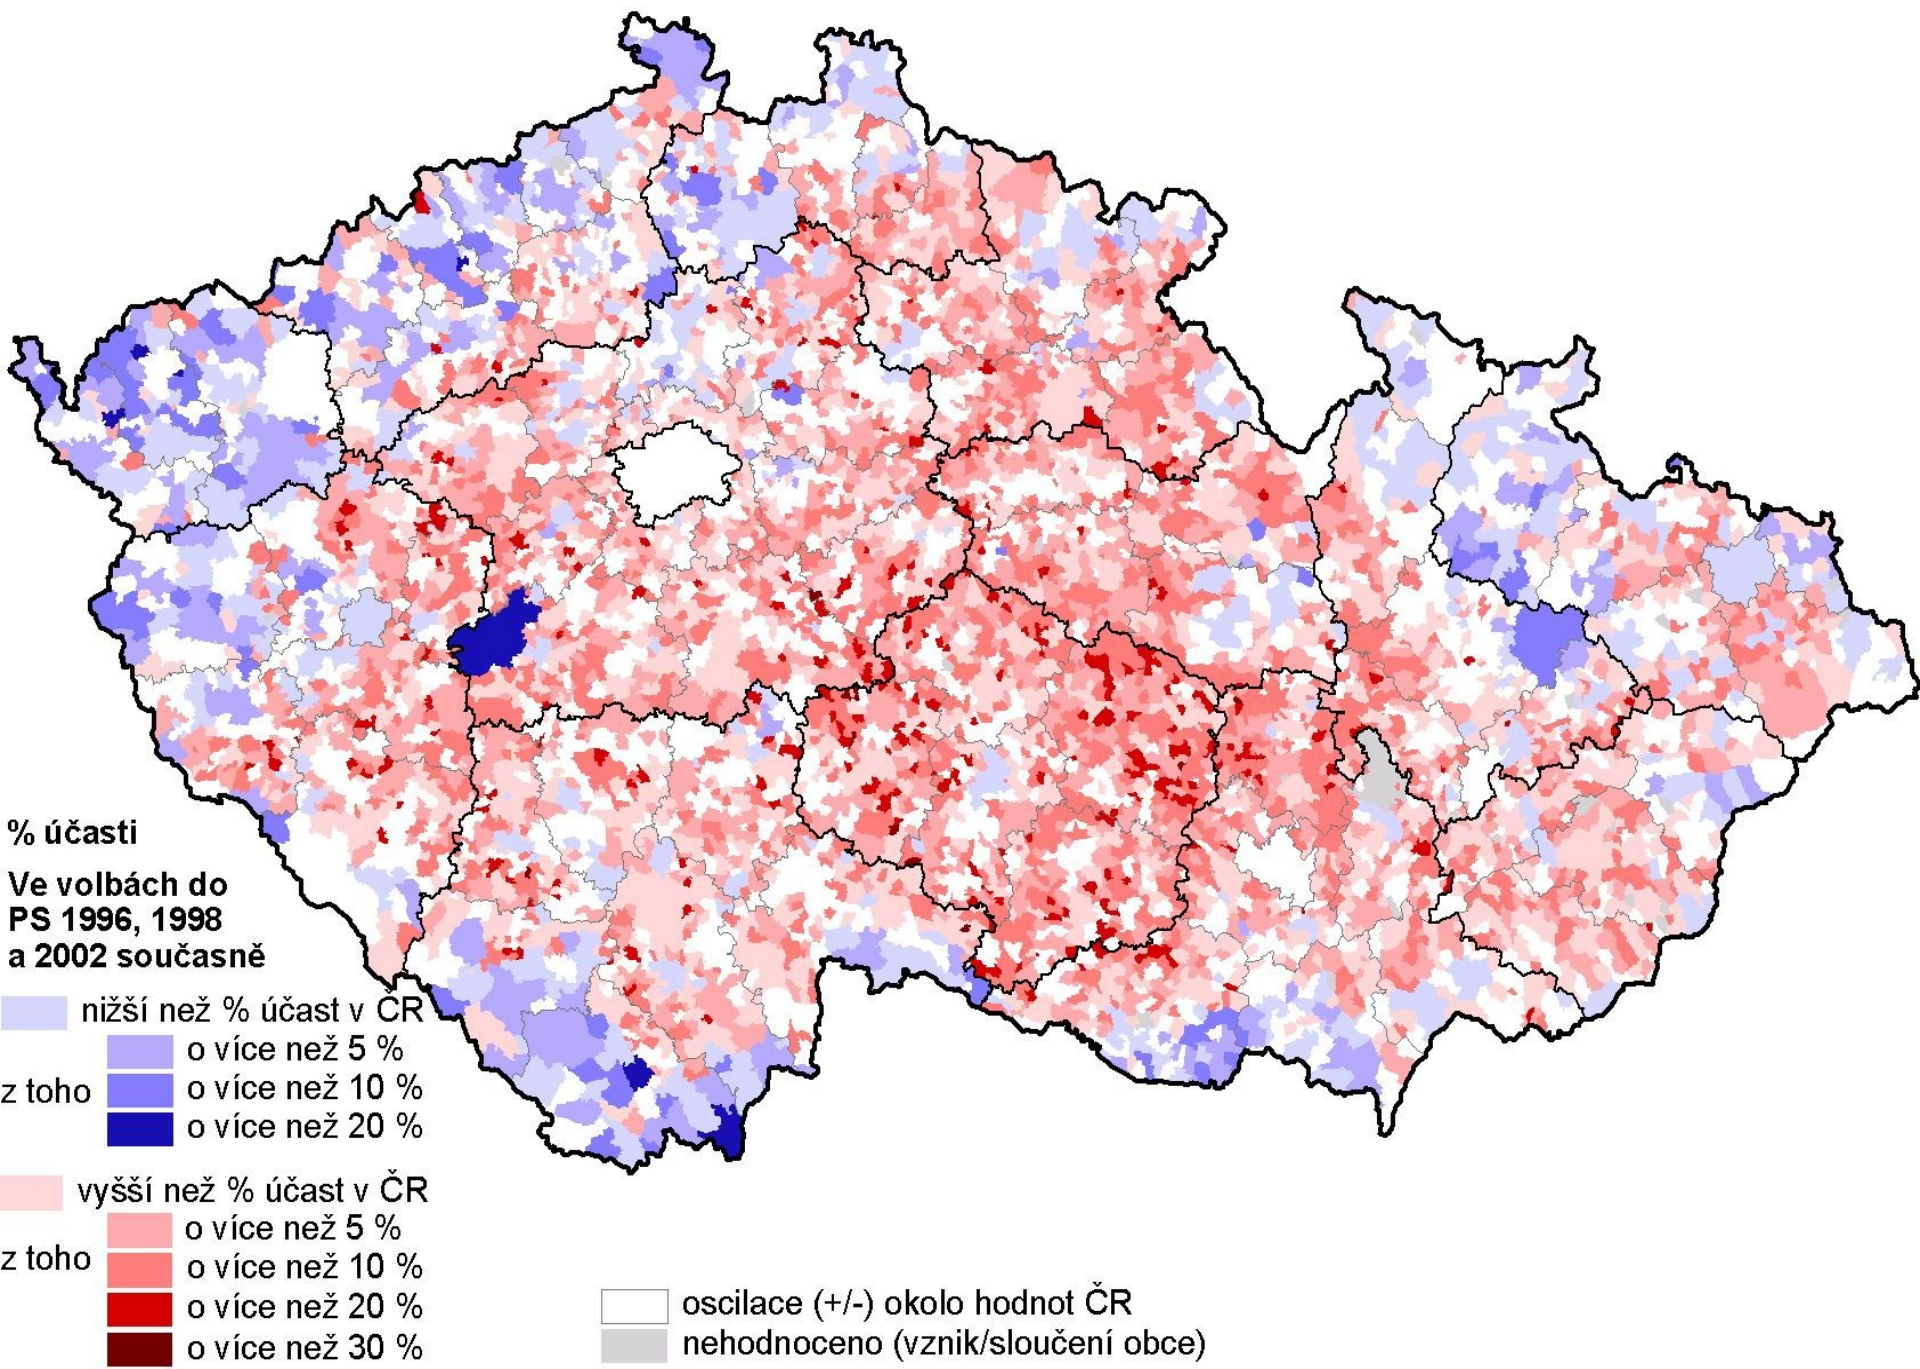 % účasti
Ve volbách do
PS 1996, 1998
a 2002 současně
nižší než % účast v ČR
o více než 5 %
z toho
o více než 10 %
o více než 20 %
vyšší než % účast v ČR
o více než 5 %
z toho
o více než 10 %
o více než 20 %
o více než 30 %
oscilace (+/-) okolo hodnot ČR
nehodnoceno (vznik/sloučení obce)